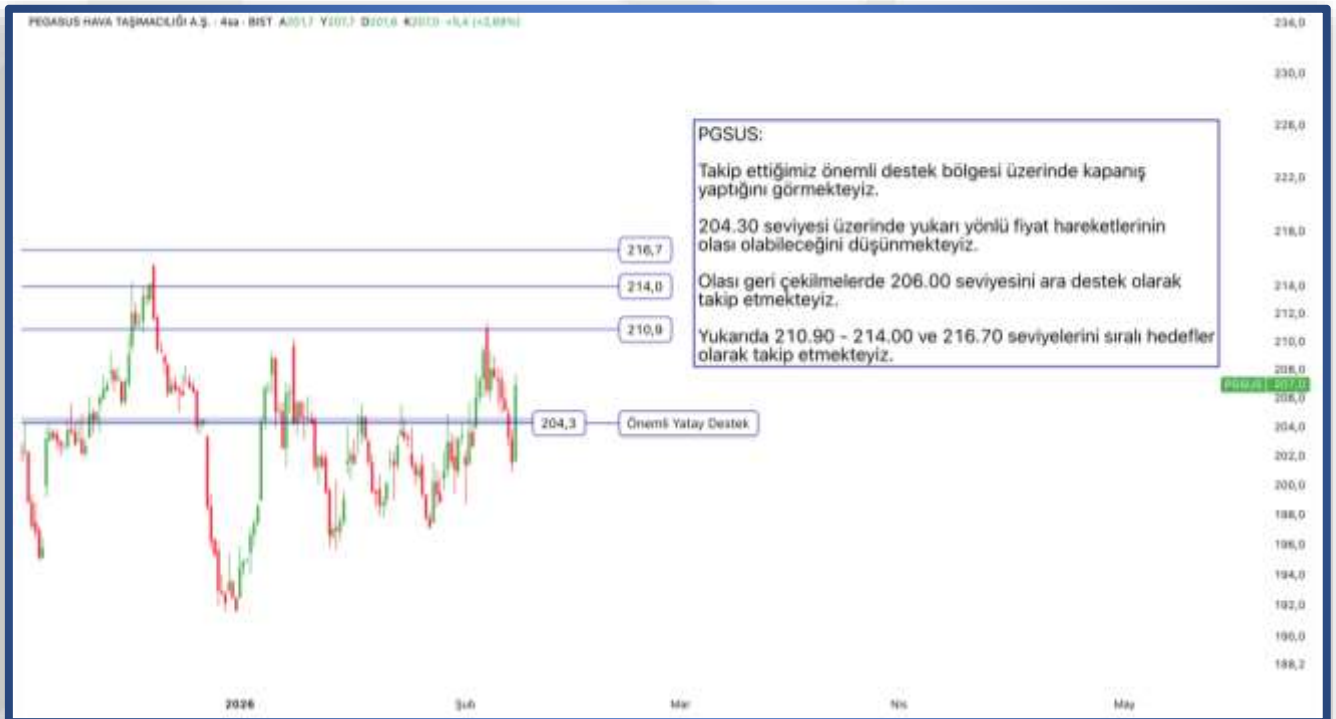 PEGASUS HAVA TAŞIMACILIĞI A.Ş. · 4sa · BIST
234,0
230,0
226,0
222,0
218,0
214,0
212,0
210,0
208,0
206,0
204,0
202,0
200,0
198,0
196,0
194,0
192,0
190,0
188,2
PGSUS 207,0
PGSUS:
Takip ettiğimiz önemli destek bölgesi üzerinde kapanış
yaptığını görmekteyiz.
204.30 seviyesi üzerinde yukarı yönlü fiyat hareketlerinin
olası olabileceğini düşünmekteyiz.
Olası geri çekilmelerde 206.00 seviyesini ara destek olarak
takip etmekteyiz.
Yukarıda 210.90 - 214.00 ve 216.70 seviyelerini sıralı hedefler
olarak takip etmekteyiz.
216,7
214,0
210,9
204,3
Önemli Yatay Destek
2026
Şub
Mar
Nis
May